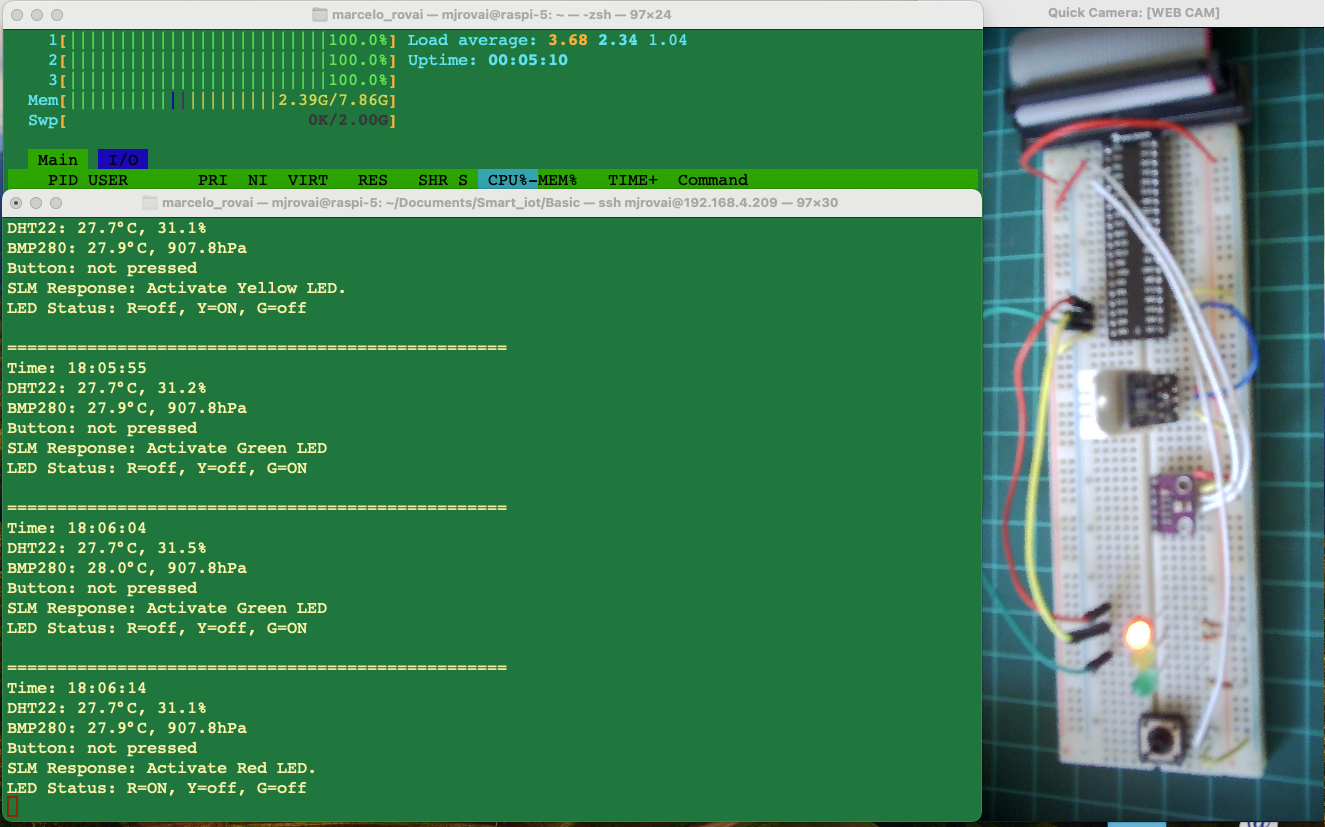 marcelo_rovai — mjrovai@raspi-5: ~ — -zsh — 97×24
Quick Camera: [WEB CAM]
1[||||||||||||||||||||||||||100.0%] Load average: 3.68 2.34 1.04
2[||||||||||||||||||||||||||100.0%] Uptime: 00:05:10
3[||||||||||||||||||||||||||100.0%]
Mem[|||||||||||||||||||||2.39G/7.86G]
Swp[ 0K/2.00G]
Main I/O
PID USER PRI NI VIRT RES SHR S CPU%-MEM% TIME+ Command
marcelo_rovai — mjrovai@raspi-5: ~/Documents/Smart_iot/Basic — ssh mjrovai@192.168.4.209 — 97×30
DHT22: 27.7°C, 31.1%
BMP280: 27.9°C, 907.8hPa
Button: not pressed
SLM Response: Activate Yellow LED.
LED Status: R=off, Y=ON, G=off
==================================================
Time: 18:05:55
DHT22: 27.7°C, 31.2%
BMP280: 27.9°C, 907.8hPa
Button: not pressed
SLM Response: Activate Green LED
LED Status: R=off, Y=off, G=ON
==================================================
Time: 18:06:04
DHT22: 27.7°C, 31.5%
BMP280: 28.0°C, 907.8hPa
Button: not pressed
SLM Response: Activate Green LED
LED Status: R=off, Y=off, G=ON
==================================================
Time: 18:06:14
DHT22: 27.7°C, 31.1%
BMP280: 27.9°C, 907.8hPa
Button: not pressed
SLM Response: Activate Red LED.
LED Status: R=ON, Y=off, G=off